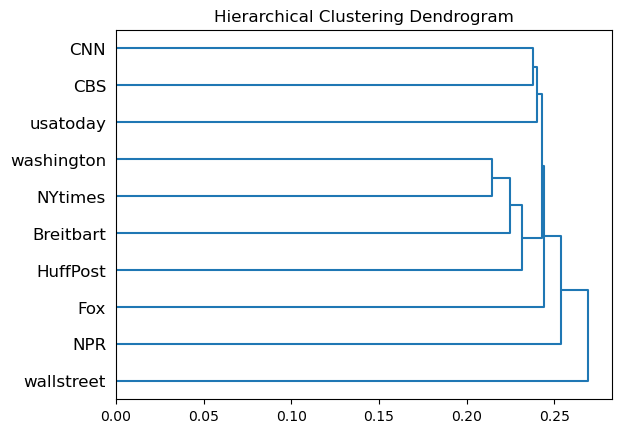 Hierarchical Clustering Dendrogram
CNN
CBS
usatoday
washington
NYtimes
Breitbart
HuffPost
Fox
NPR
wallstreet
0.00 0.05 0.10 0.15 0.20 0.25